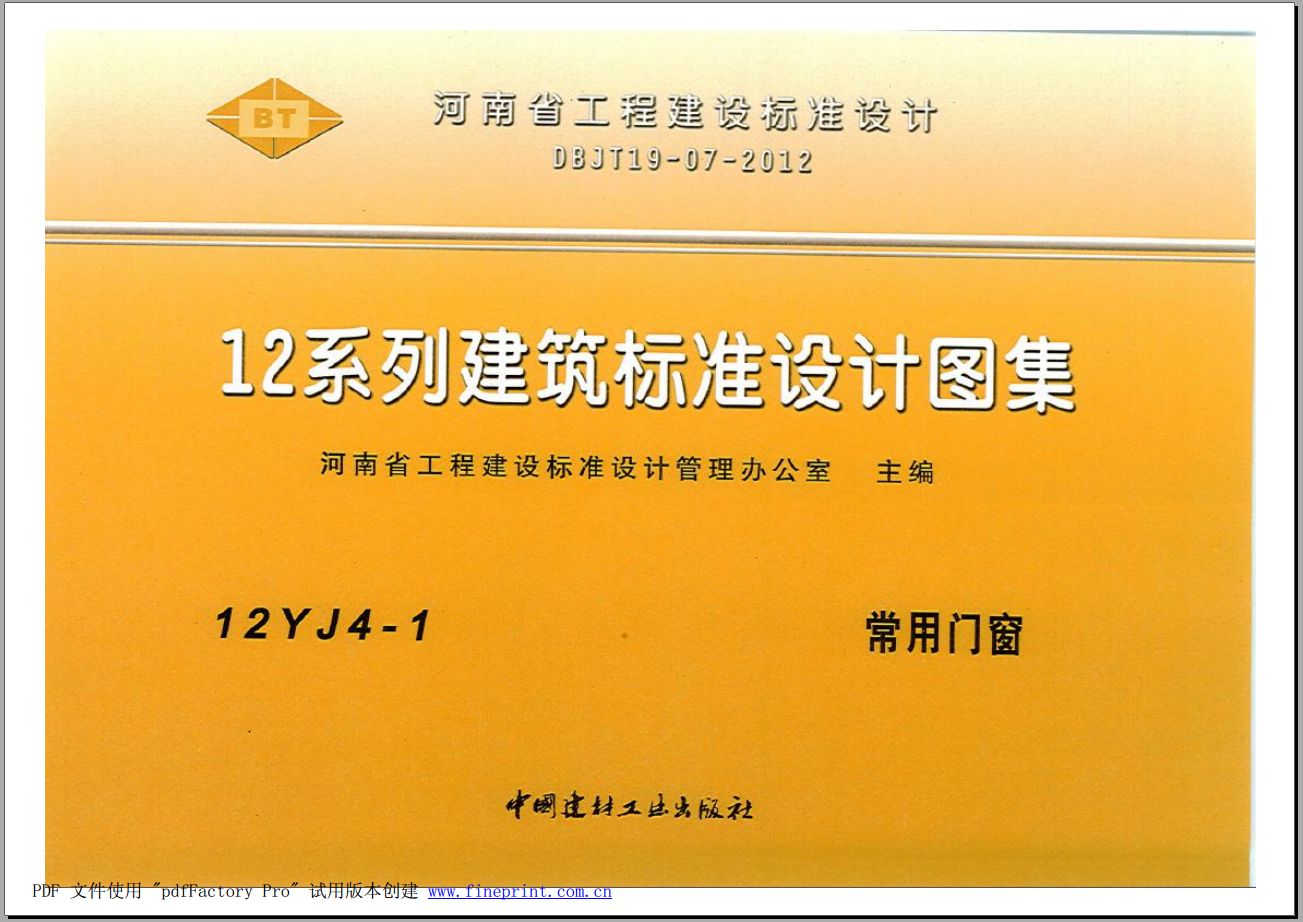 BT
河南省工程建设标准设计
DBJT19-07-2012
12系列建筑标准设计图集
河南省工程建设标准设计管理办公室 主编
12YJ4-1
常用门窗
中国建材工业出版社
PDF 文件使用 "pdfFactory Pro" 试用版本创建 www.fineprint.com.cn